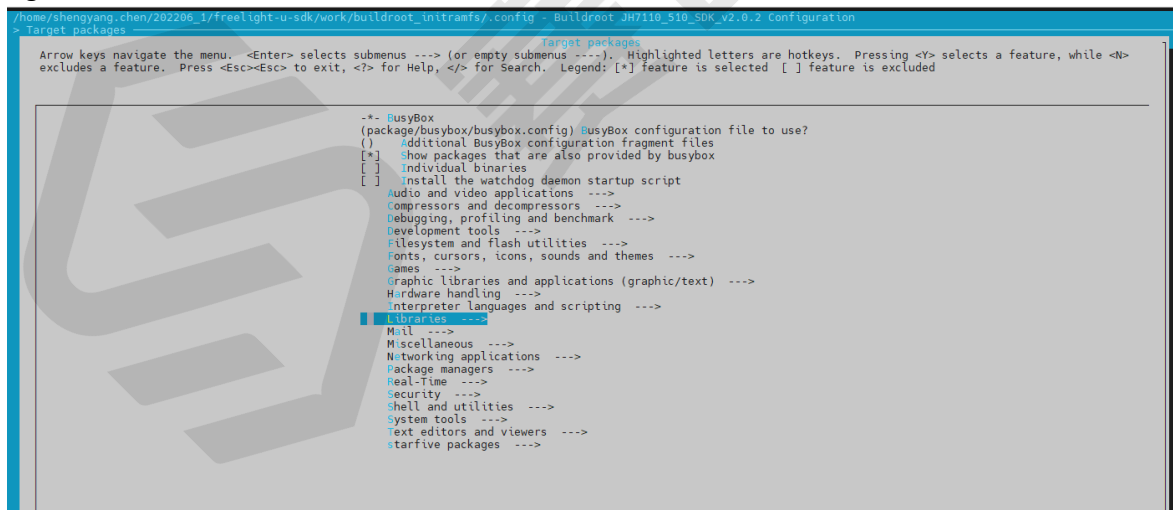 /home/shengyang.chen/202206_1/freelight-u-sdk/work/buildroot_initramfs/.config - Buildroot JH7110_510_SDK_v2.0.2 Configuration
> Target packages
Target packages
Arrow keys navigate the menu. <Enter> selects submenus ---> (or empty submenus ----). Highlighted letters are hotkeys. Pressing <Y> selects a feature, while <N>
excludes a feature. Press <Esc><Esc> to exit, <?> for Help, </> for Search. Legend: [*] feature is selected [ ] feature is excluded
-*- BusyBox
(package/busybox/busybox.config) BusyBox configuration file to use?
() Additional BusyBox configuration fragment files
[*] Show packages that are also provided by busybox
[ ] Individual binaries
[ ] Install the watchdog daemon startup script
Audio and video applications --->
Compressors and decompressors --->
Debugging, profiling and benchmark --->
Development tools --->
Filesystem and flash utilities --->
Fonts, cursors, icons, sounds and themes --->
Games --->
Graphic libraries and applications (graphic/text) --->
Hardware handling --->
Interpreter languages and scripting --->
Libraries --->
Mail --->
Miscellaneous --->
Networking applications --->
Package managers --->
Real-Time --->
Security --->
Shell and utilities --->
System tools --->
Text editors and viewers --->
starfive packages --->